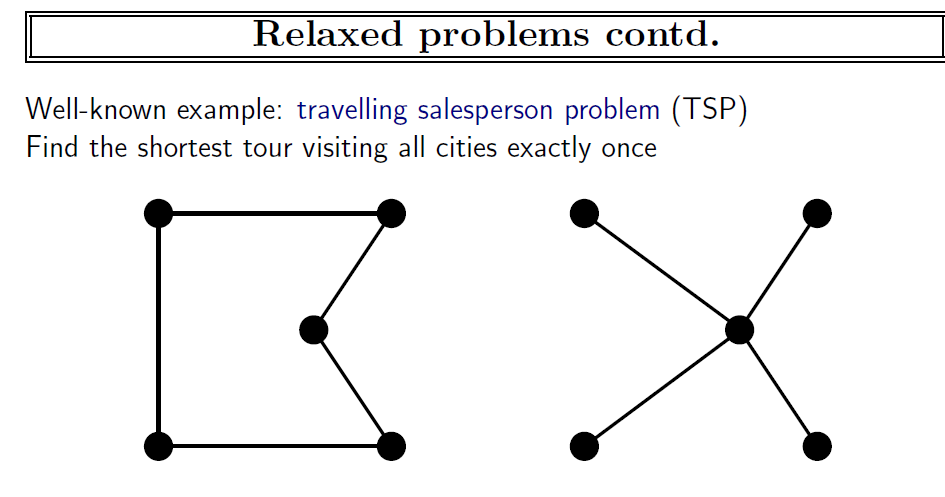 Relaxed problems contd.
Well-known example: travelling salesperson problem (TSP)
Find the shortest tour visiting all cities exactly once